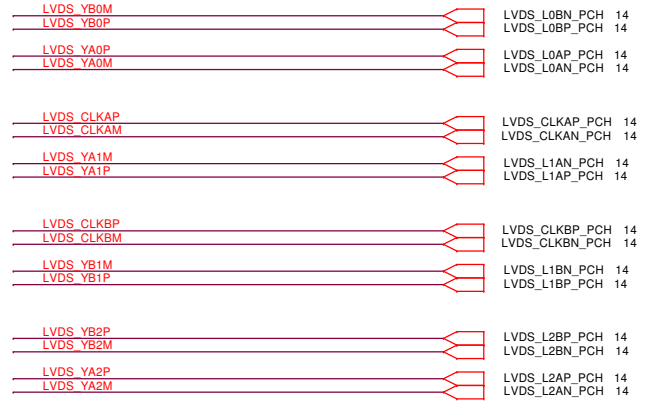 LVDS_YB0M LVDS_L0BN_PCH 14
LVDS_YB0P LVDS_L0BP_PCH 14
LVDS_YA0P LVDS_L0AP_PCH 14
LVDS_YA0M LVDS_L0AN_PCH 14
LVDS_CLKAP LVDS_CLKAP_PCH 14
LVDS_CLKAM LVDS_CLKAN_PCH 14
LVDS_YA1M LVDS_L1AN_PCH 14
LVDS_YA1P LVDS_L1AP_PCH 14
LVDS_CLKBP LVDS_CLKBP_PCH 14
LVDS_CLKBM LVDS_CLKBN_PCH 14
LVDS_YB1M LVDS_L1BN_PCH 14
LVDS_YB1P LVDS_L1BP_PCH 14
LVDS_YB2P LVDS_L2BP_PCH 14
LVDS_YB2M LVDS_L2BN_PCH 14
LVDS_YA2P LVDS_L2AP_PCH 14
LVDS_YA2M LVDS_L2AN_PCH 14